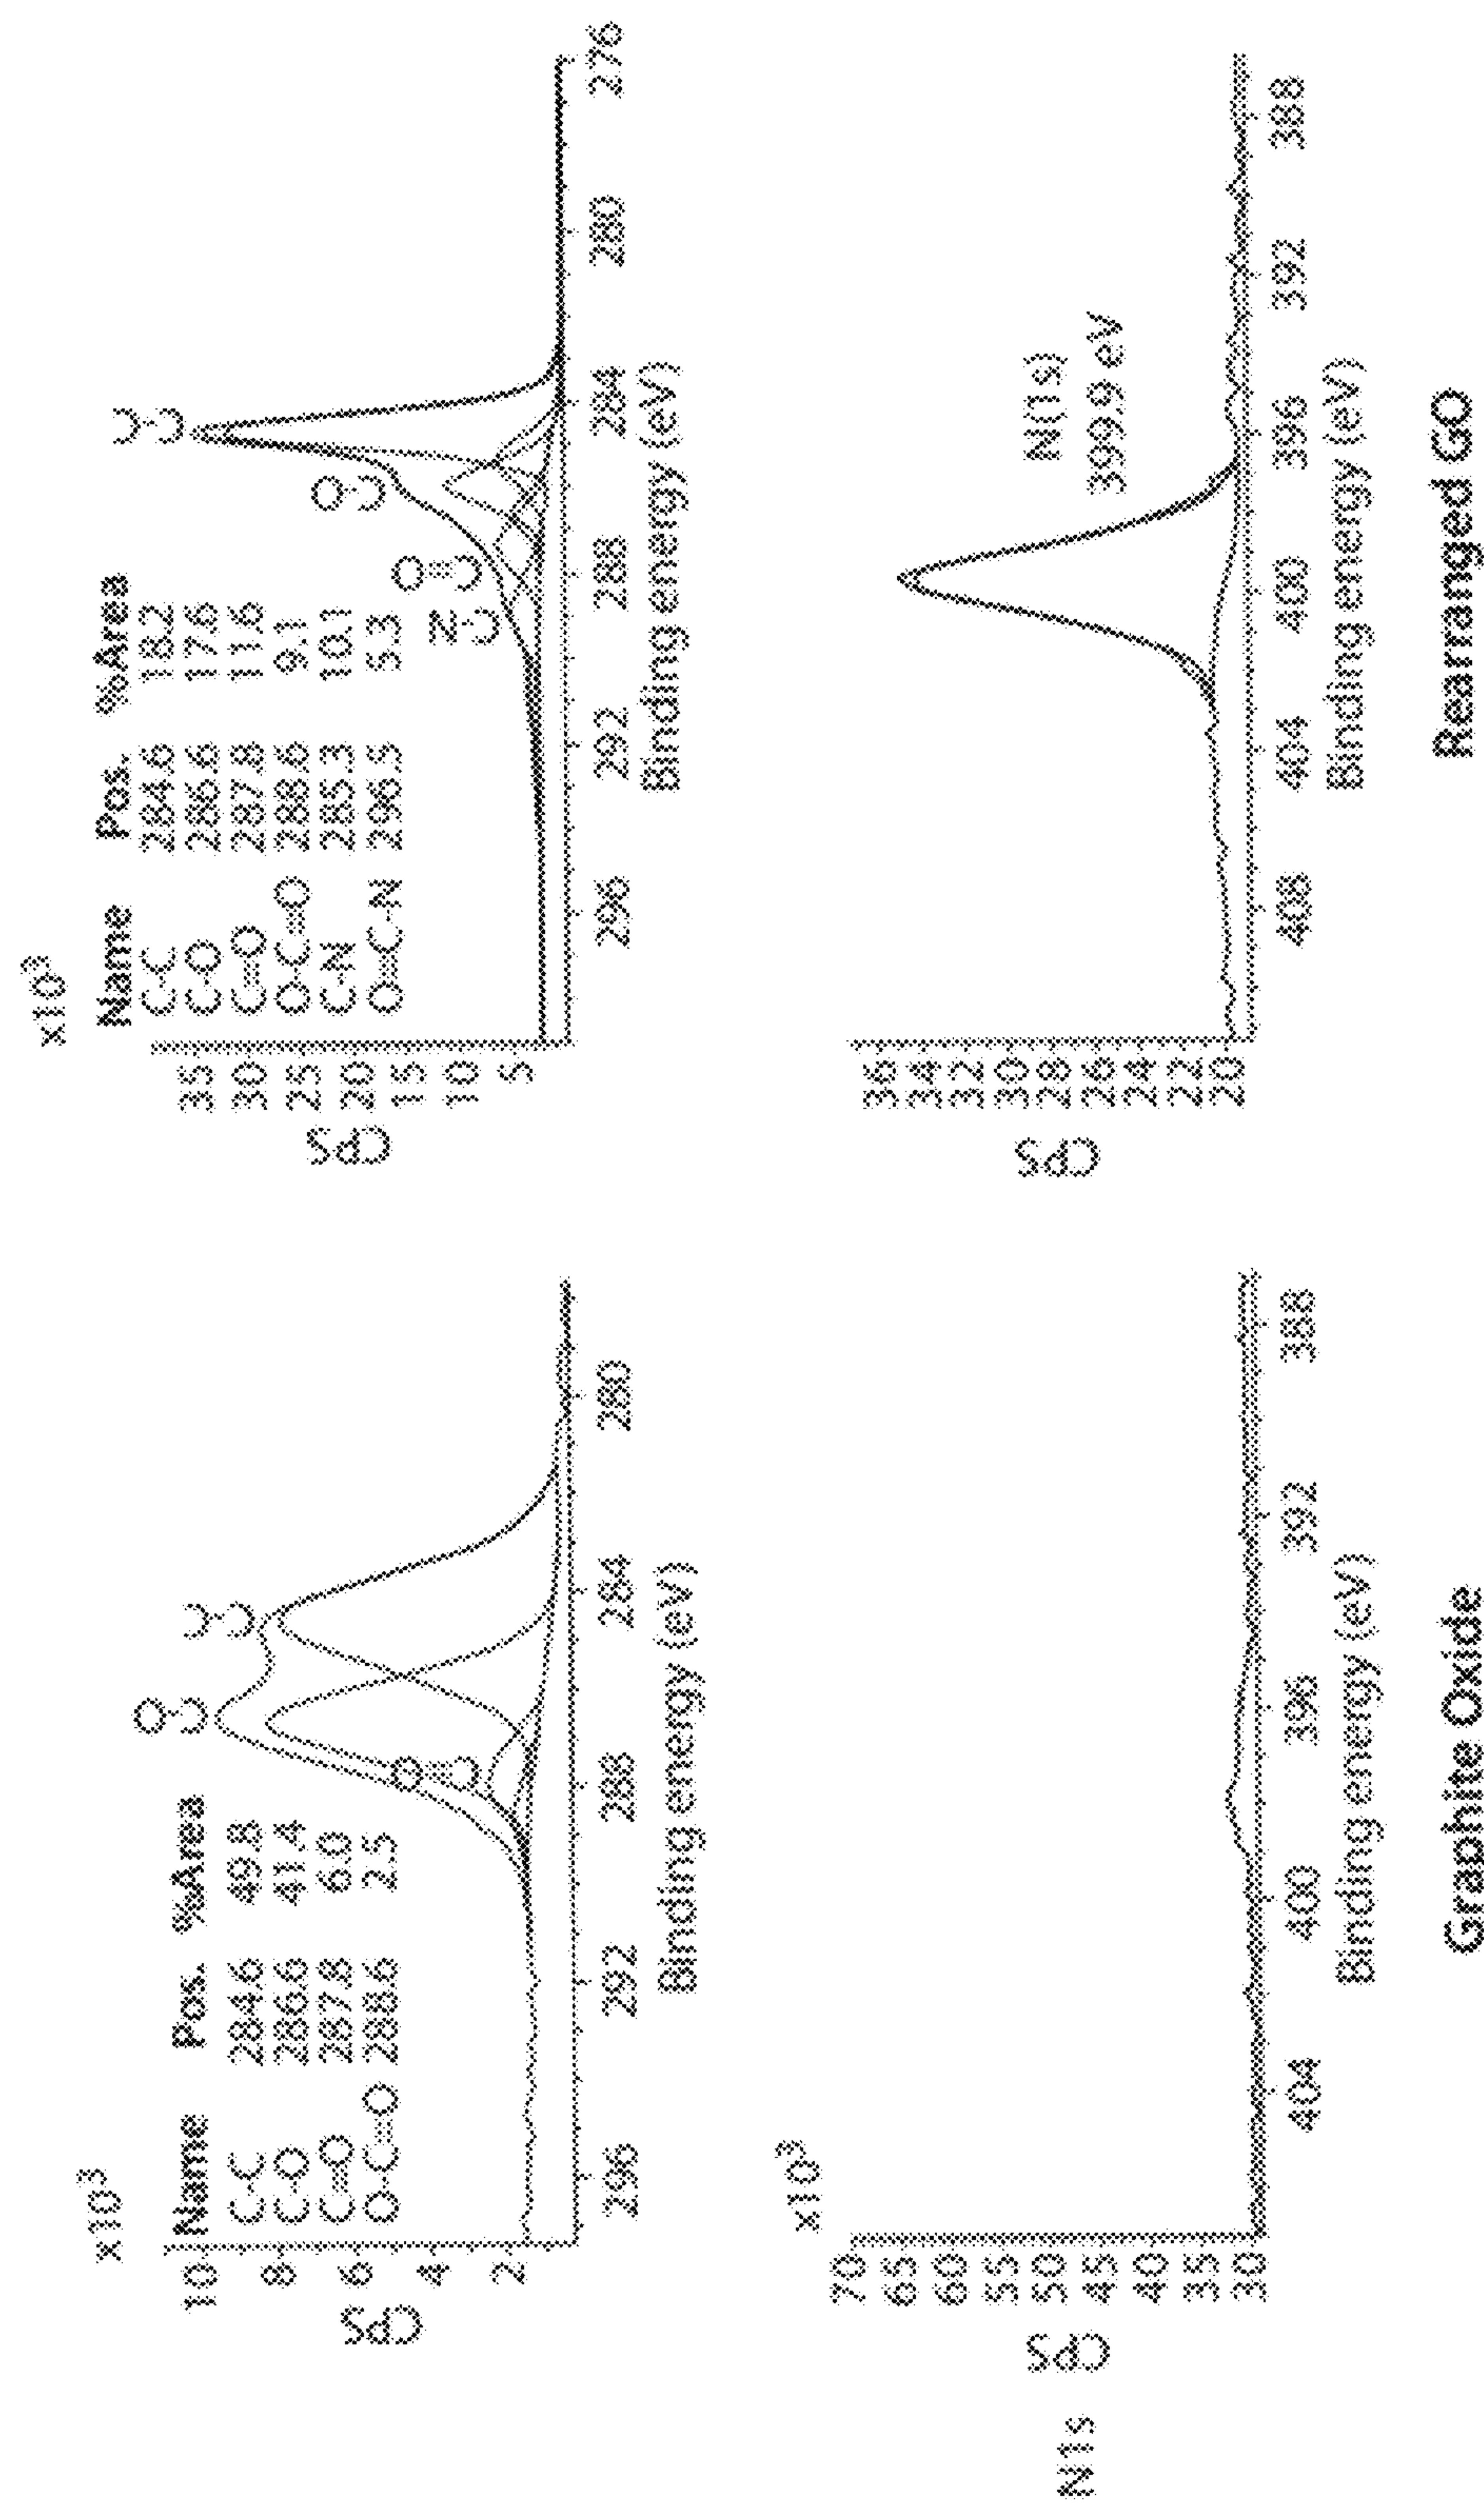 x10³
Name Pos. %Area
C-C 284.6 49.8
C-O 286.6 41.4
C=O 287.8 6.0
O-C=O 288.6 2.5
C-O
C-C
C=O
10
8
6
4
2
CPS
296 292 288 284 280
Binding energy (eV)
x10³
Name Pos. %Area
C-C 284.6 18.2
C-O 286.6 17.6
C=O 287.8 11.6
O-C=O 288.6 9.1
C-N 285.3 10.1
O=C-N 296.5 5.3
C-C
C-O
C=O
C-N
35
30
25
20
15
10
5
CPS
296 292 288 284 280 276
Binding energy (eV)
N1s
x10³
70
65
60
55
50
45
40
35
30
CPS
404 400 396 392 388
Binding energy (eV)
Graphite Oxide
N(1s)
399.9 eV
36
34
32
30
28
26
24
22
20
CPS
408 404 400 396 392 388
Binding energy (eV)
Rearranged GO